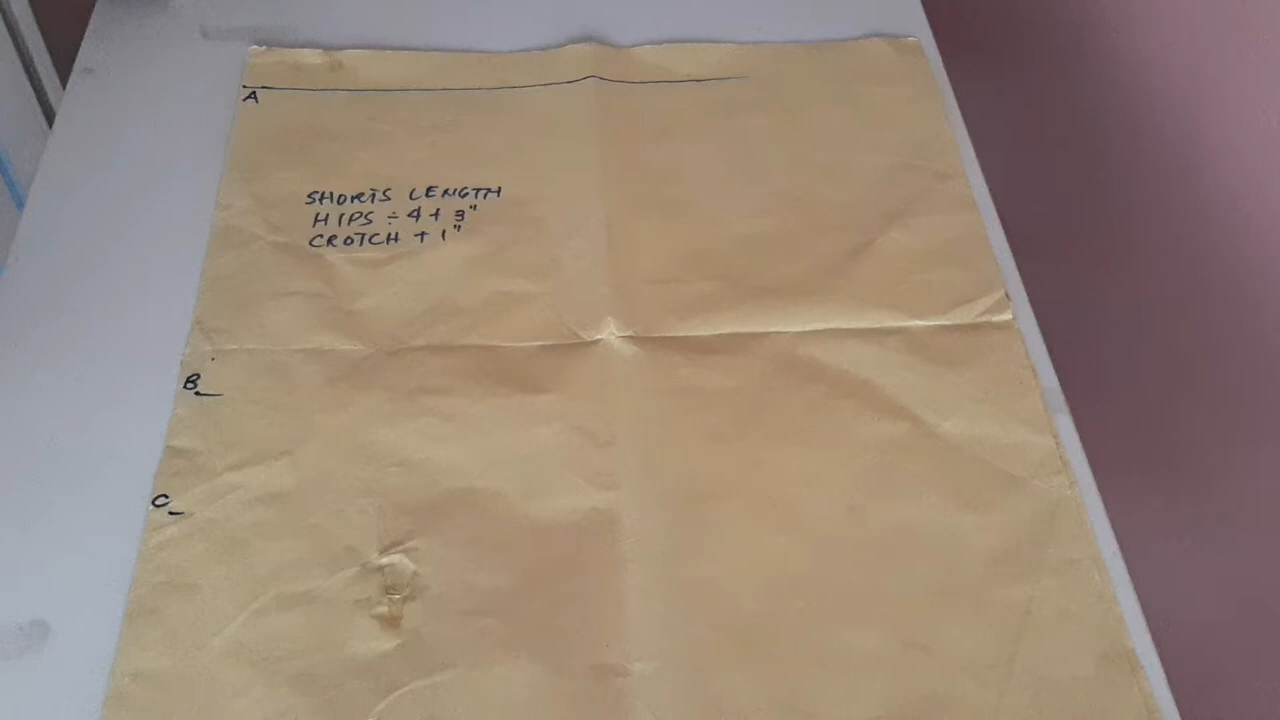 A
SHORTS LENGTH
HIPS ÷ 4 + 3"
CROTCH + 1"
B
C